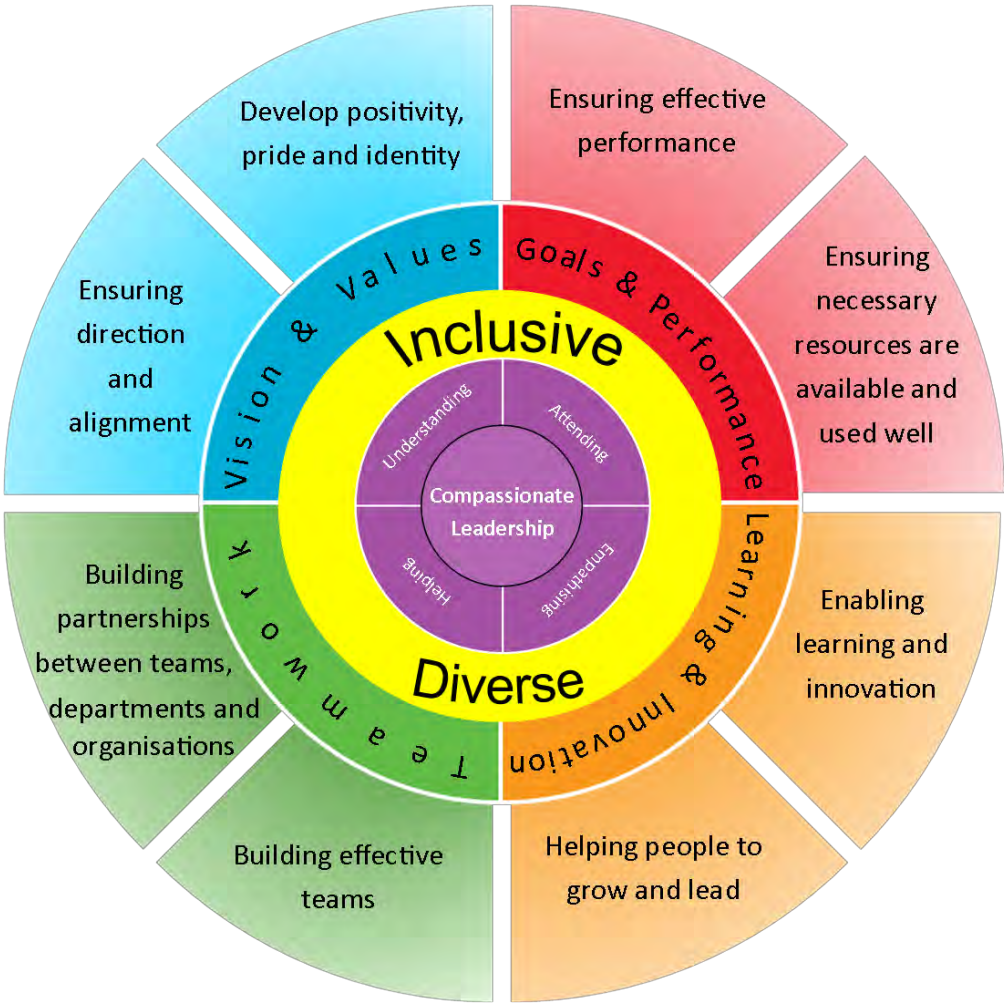 Develop positivity,
pride and identity
Ensuring effective
performance
Ensuring
necessary
resources are
available and
used well
Enabling
learning and
innovation
Helping people to
grow and lead
Building effective
teams
Building
partnerships
between teams,
departments and
organisations
Ensuring
direction
and
alignment
Vision & Values
Goals & Performance
Learning & Innovation
Teamwork
Inclusive
Diverse
Understanding
Attending
Empathising
Helping
Compassionate
Leadership